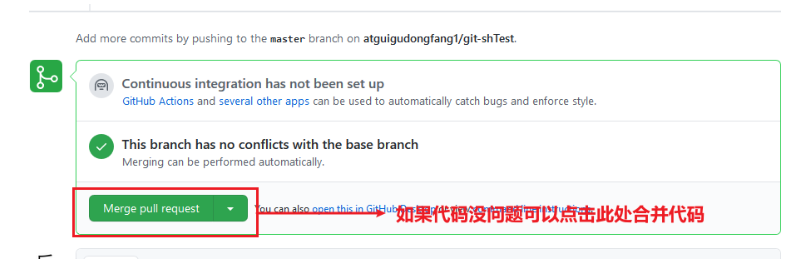 Add more commits by pushing to the master branch on atguigudongfang1/git-shTest.
Continuous integration has not been set up
GitHub Actions and several other apps can be used to automatically catch bugs and enforce style.
This branch has no conflicts with the base branch
Merging can be performed automatically.
Merge pull request
You can also open this in GitHub
如果代码没问题可以点击此处合并代码